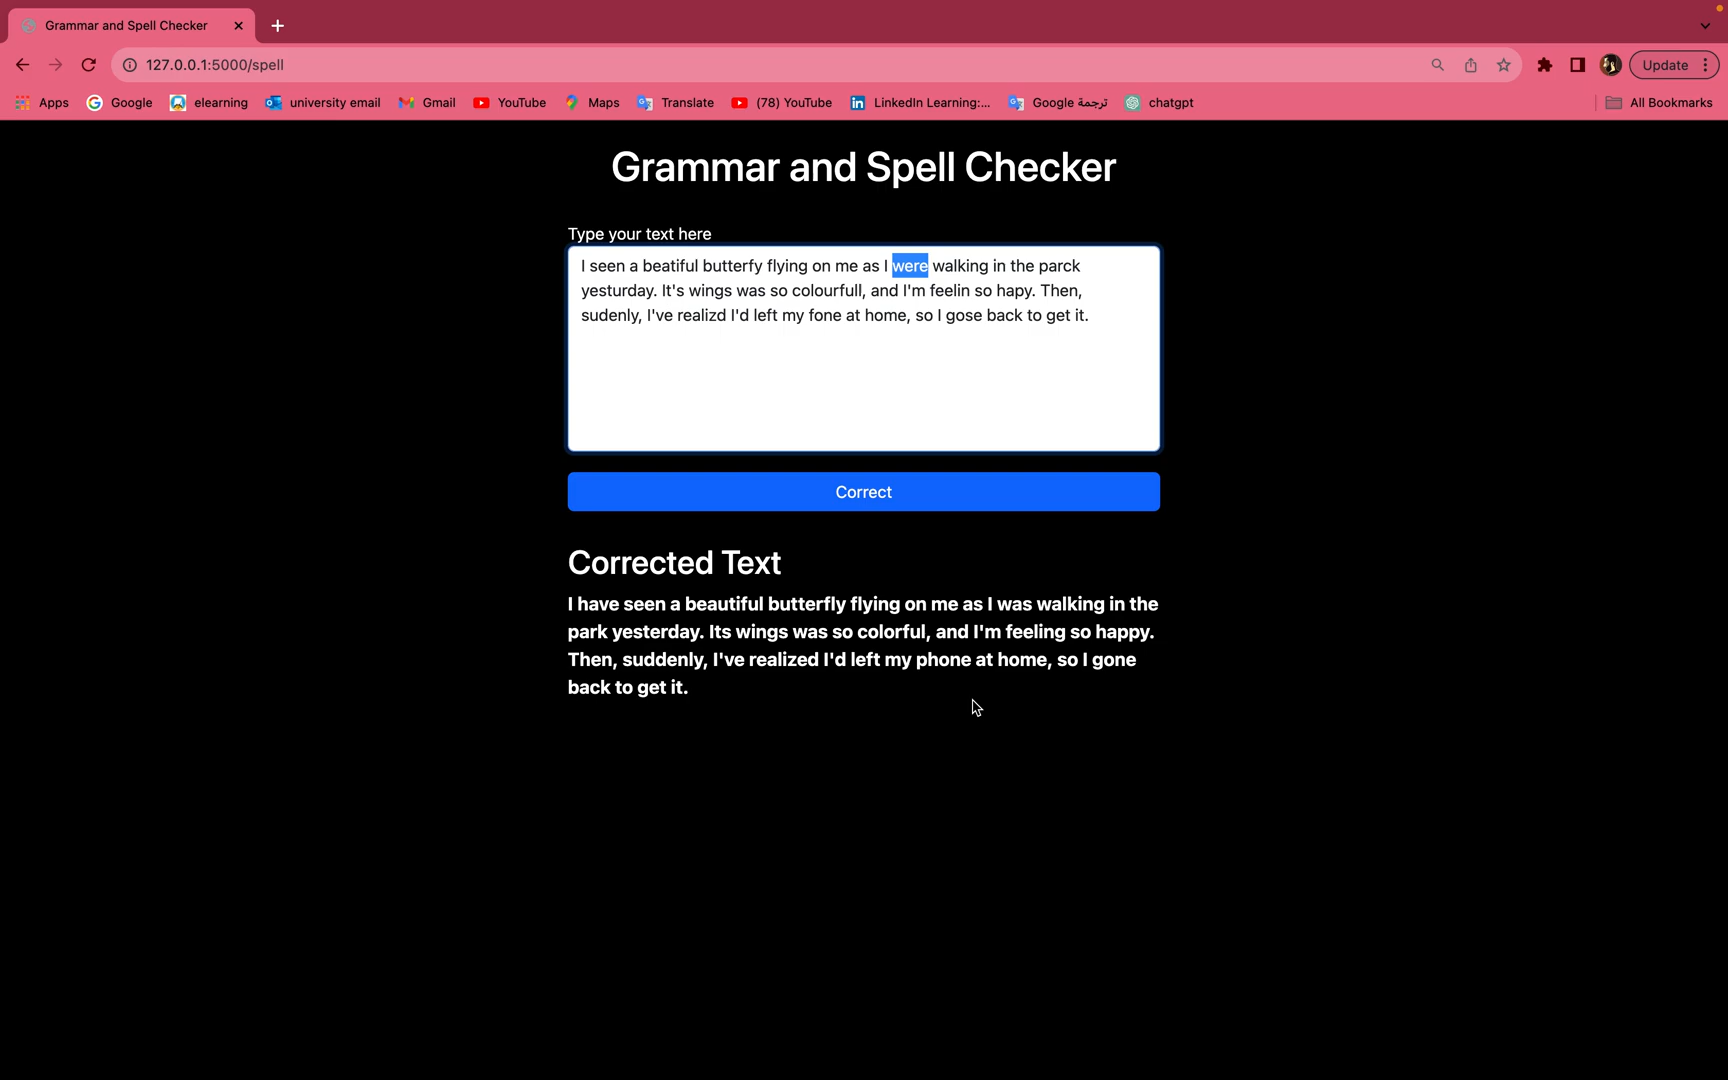 Grammar and Spell Checker
127.0.0.1:5000/spell
Update
Apps Google elearning university email Gmail YouTube Maps Translate (78) YouTube LinkedIn Learning:... Google ترجمة chatgpt All Bookmarks
Grammar and Spell Checker
Type your text here
I seen a beatiful butterfy flying on me as I were walking in the parck
yesturday. It's wings was so colourfull, and I'm feelin so hapy. Then,
sudenly, I've realizd I'd left my fone at home, so I gose back to get it.
Correct
Corrected Text
I have seen a beautiful butterfly flying on me as I was walking in the
park yesterday. Its wings was so colorful, and I'm feeling so happy.
Then, suddenly, I've realized I'd left my phone at home, so I gone
back to get it.